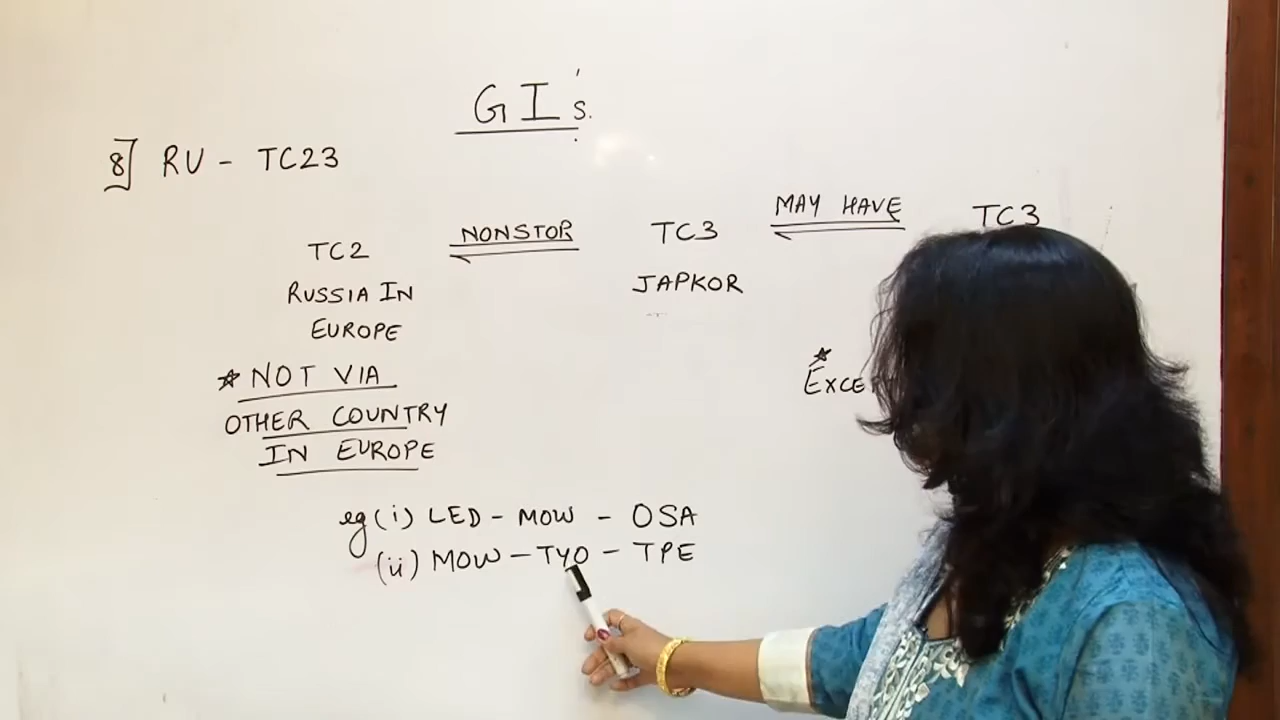 GI's.
8] RU - TC23
TC2 NONSTOP TC3 MAY HAVE TC3
RUSSIA IN JAPKOR
EUROPE
* NOT VIA
OTHER COUNTRY
IN EUROPE
eg (i) LED - MOW - OSA
(ii) MOW - TYO - TPE